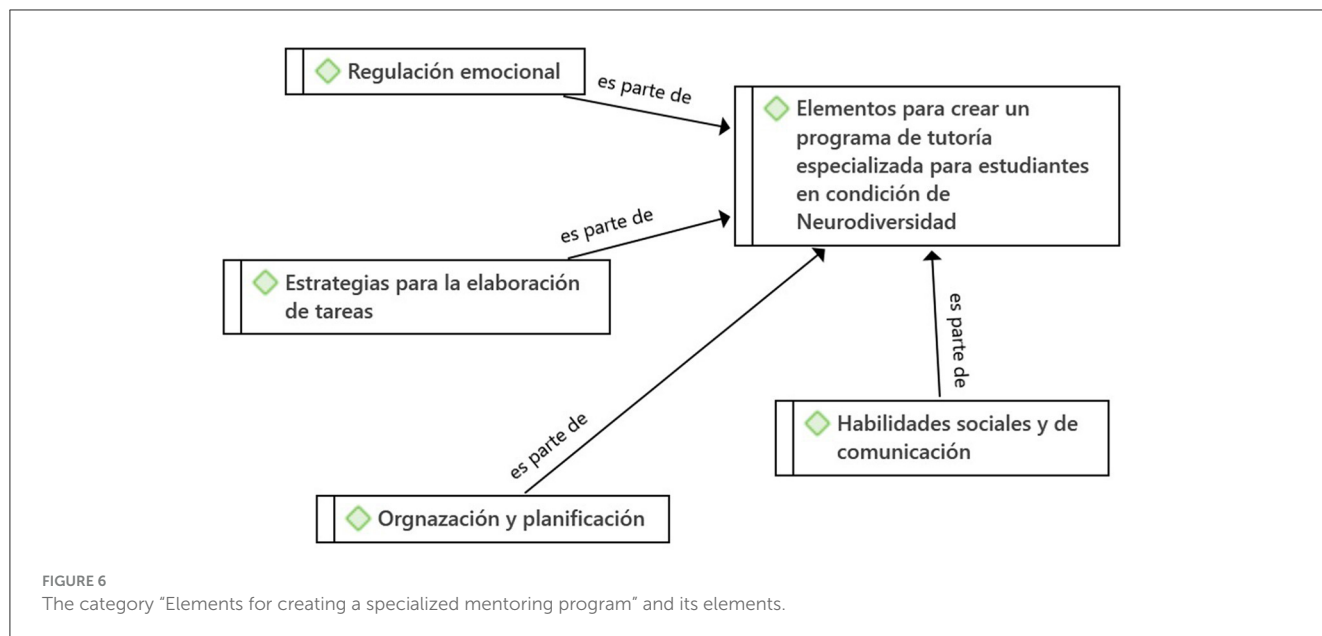 Regulación emocional
es parte de
Elementos para crear un
programa de tutoría
especializada para estudiantes
en condición de
Neurodiversidad
es parte de
Estrategias para la elaboración
de tareas
es parte de
Habilidades sociales y de
comunicación
es parte de
Orgnazación y planificación
FIGURE 6
The category “Elements for creating a specialized mentoring program” and its elements.